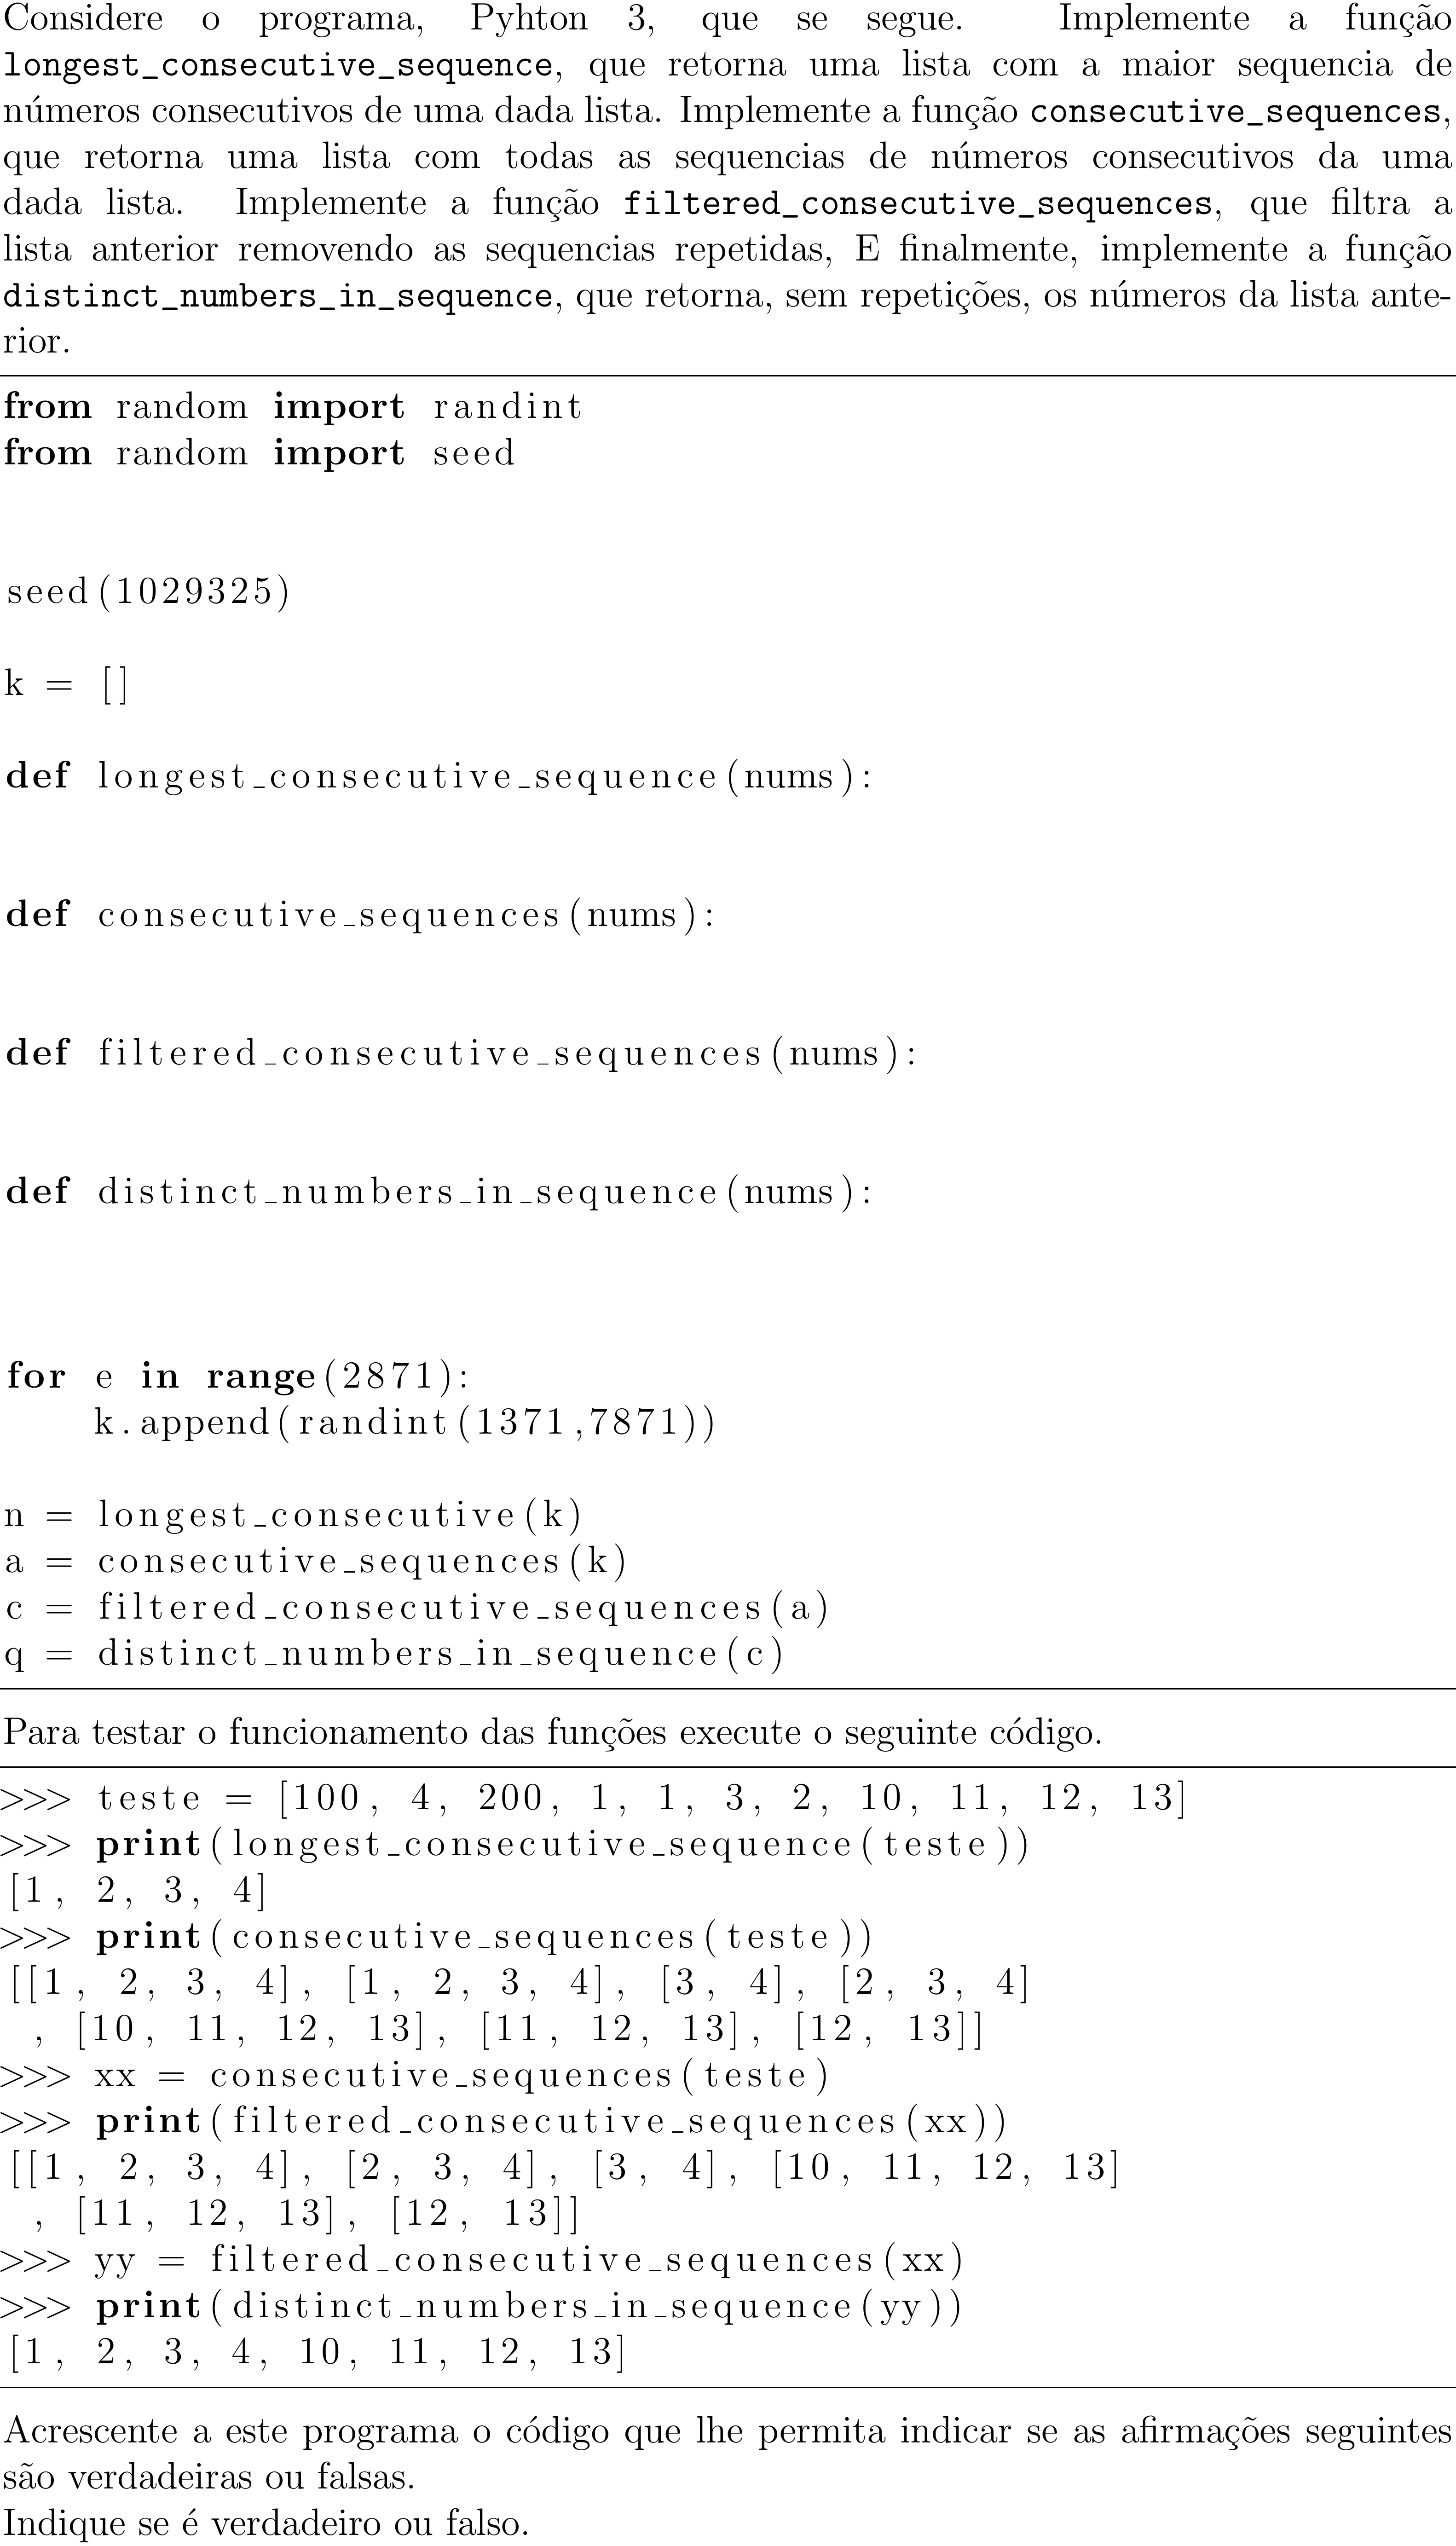 Considere o programa, Pyhton 3, que se segue. Implemente a função
longest_consecutive_sequence, que retorna uma lista com a maior sequencia de
números consecutivos de uma dada lista. Implemente a função consecutive_sequences,
que retorna uma lista com todas as sequencias de números consecutivos da uma
dada lista. Implemente a função filtered_consecutive_sequences, que filtra a
lista anterior removendo as sequencias repetidas, E finalmente, implemente a função
distinct_numbers_in_sequence, que retorna, sem repetições, os números da lista ante-
rior.
from random import randint
from random import seed
seed(1029325)
k = []
def longest_consecutive_sequence(nums):
def consecutive_sequences(nums):
def filtered_consecutive_sequences(nums):
def distinct_numbers_in_sequence(nums):
for e in range(2871):
    k.append(randint(1371,7871))
n = longest_consecutive(k)
a = consecutive_sequences(k)
c = filtered_consecutive_sequences(a)
q = distinct_numbers_in_sequence(c)
Para testar o funcionamento das funções execute o seguinte código.
>>> teste = [100, 4, 200, 1, 1, 3, 2, 10, 11, 12, 13]
>>> print(longest_consecutive_sequence(teste))
[1, 2, 3, 4]
>>> print(consecutive_sequences(teste))
[[1, 2, 3, 4], [1, 2, 3, 4], [3, 4], [2, 3, 4]
 , [10, 11, 12, 13], [11, 12, 13], [12, 13]]
>>> xx = consecutive_sequences(teste)
>>> print(filtered_consecutive_sequences(xx))
[[1, 2, 3, 4], [2, 3, 4], [3, 4], [10, 11, 12, 13]
 , [11, 12, 13], [12, 13]]
>>> yy = filtered_consecutive_sequences(xx)
>>> print(distinct_numbers_in_sequence(yy))
[1, 2, 3, 4, 10, 11, 12, 13]
Acrescente a este programa o código que lhe permita indicar se as afirmações seguintes
são verdadeiras ou falsas.
Indique se é verdadeiro ou falso.